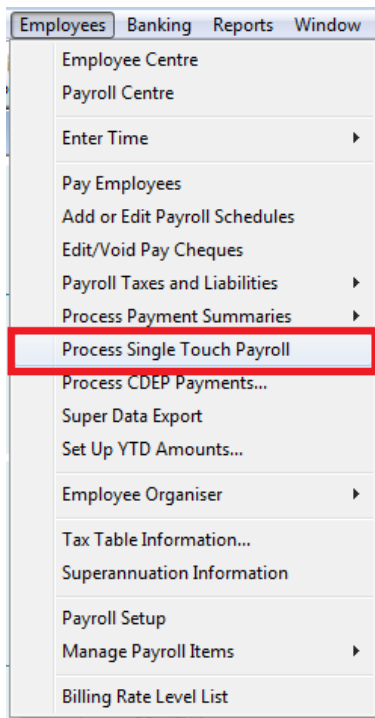 Employees Banking Reports Window
Employee Centre
Payroll Centre
Enter Time
Pay Employees
Add or Edit Payroll Schedules
Edit/Void Pay Cheques
Payroll Taxes and Liabilities
Process Payment Summaries
Process Single Touch Payroll
Process CDEP Payments...
Super Data Export
Set Up YTD Amounts...
Employee Organiser
Tax Table Information...
Superannuation Information
Payroll Setup
Manage Payroll Items
Billing Rate Level List